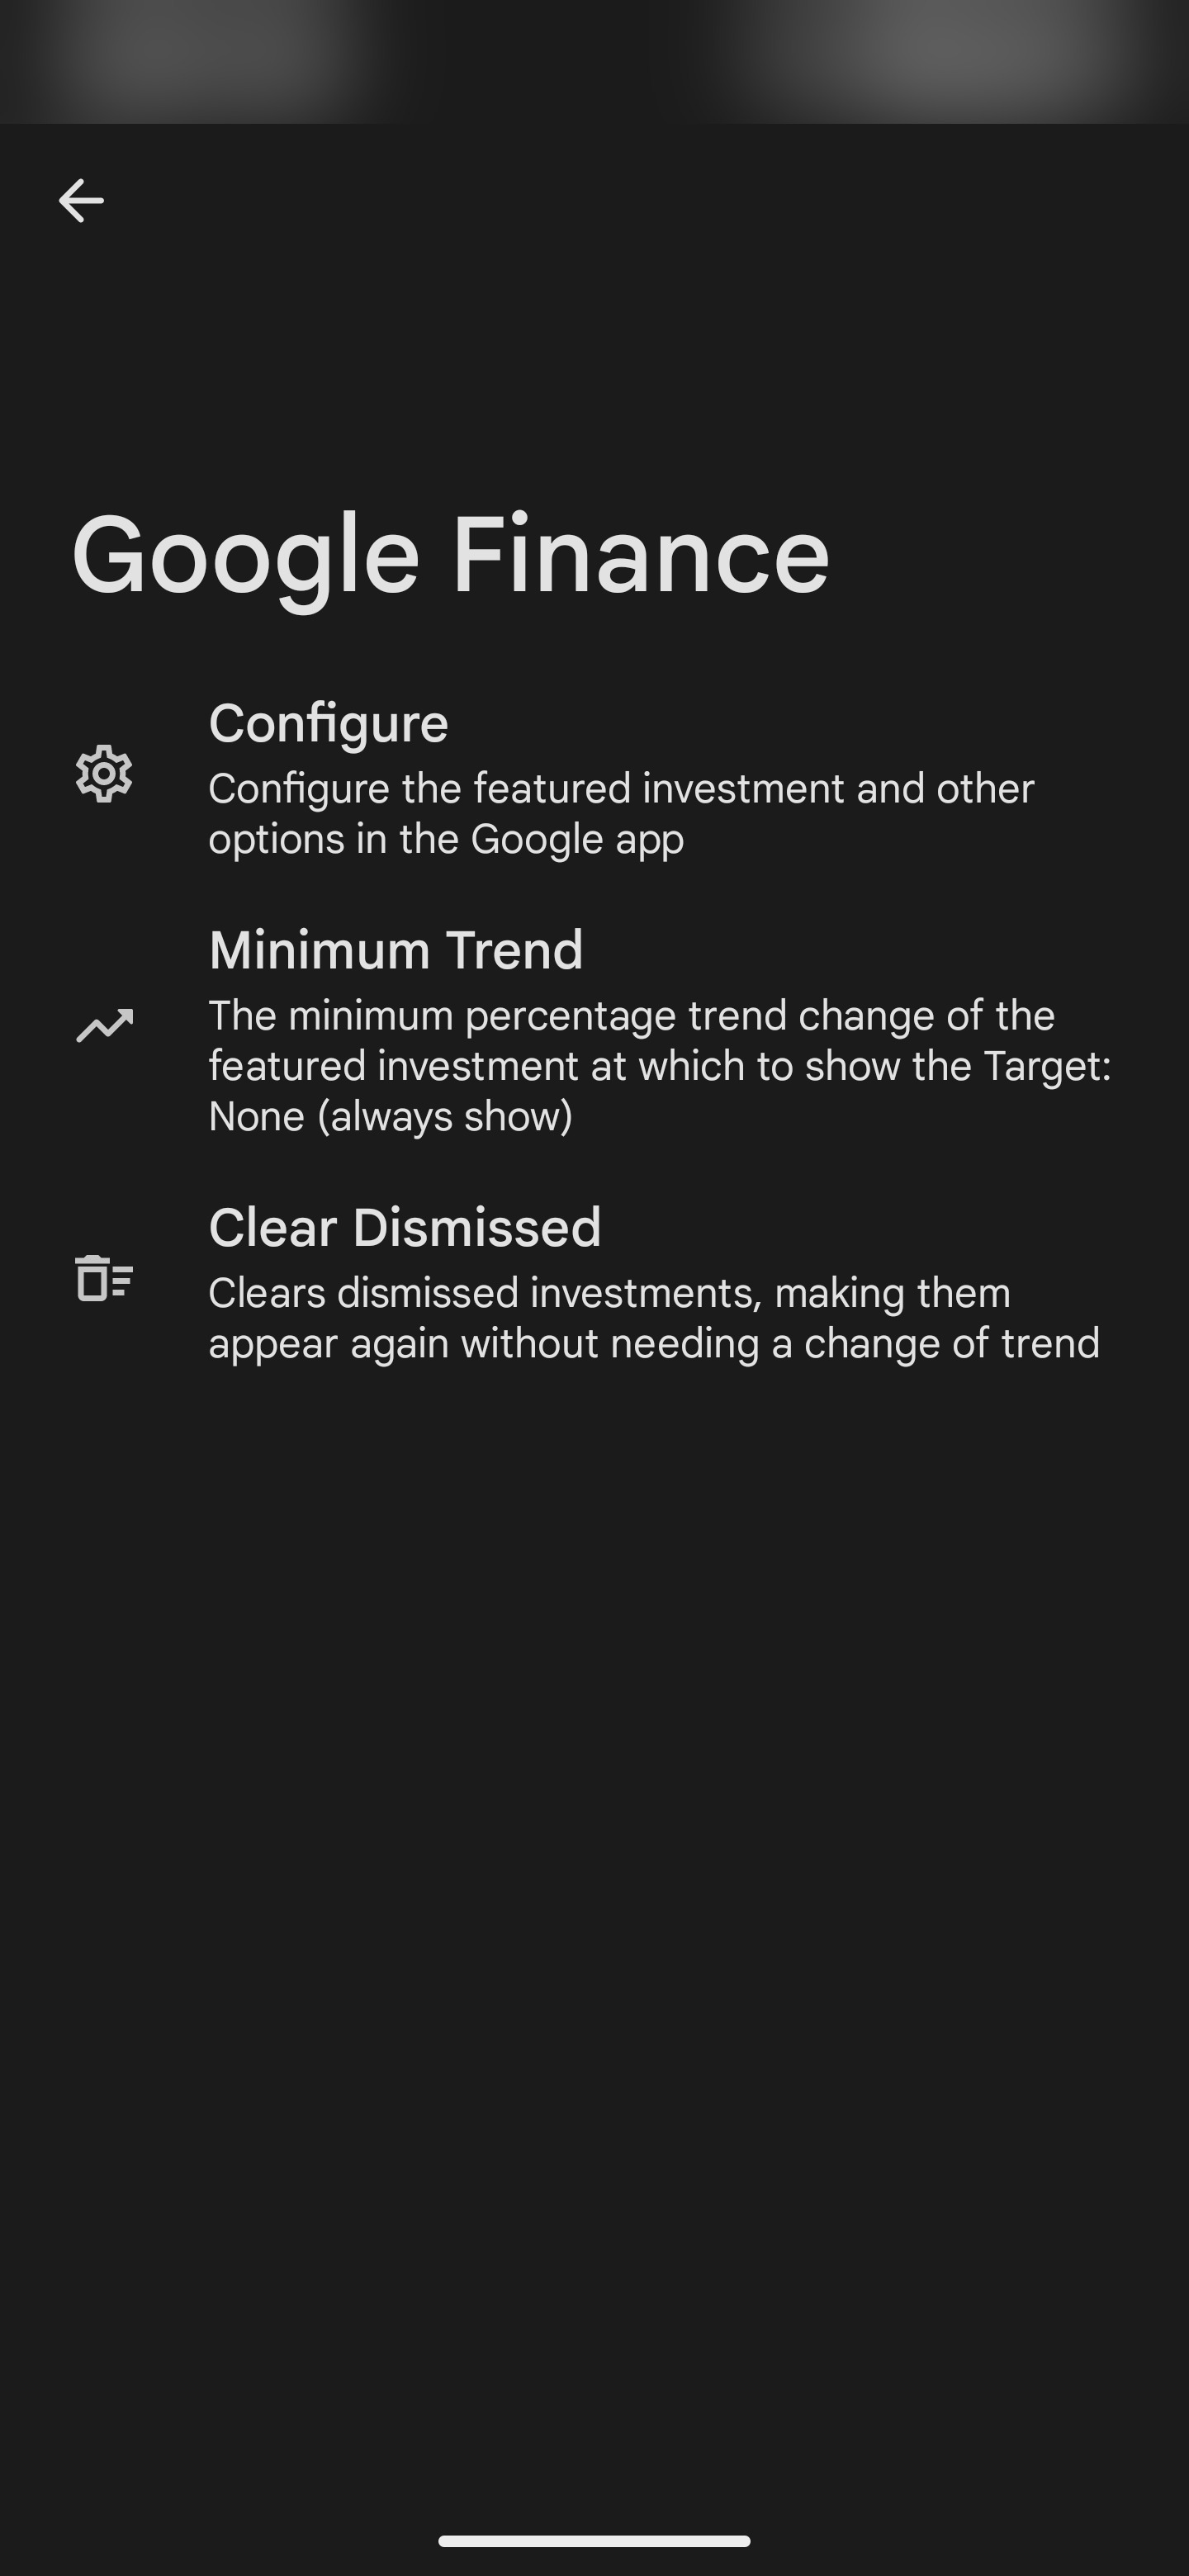 Google Finance
Configure
Configure the featured investment and other
options in the Google app
Minimum Trend
The minimum percentage trend change of the
featured investment at which to show the Target:
None (always show)
Clear Dismissed
Clears dismissed investments, making them
appear again without needing a change of trend